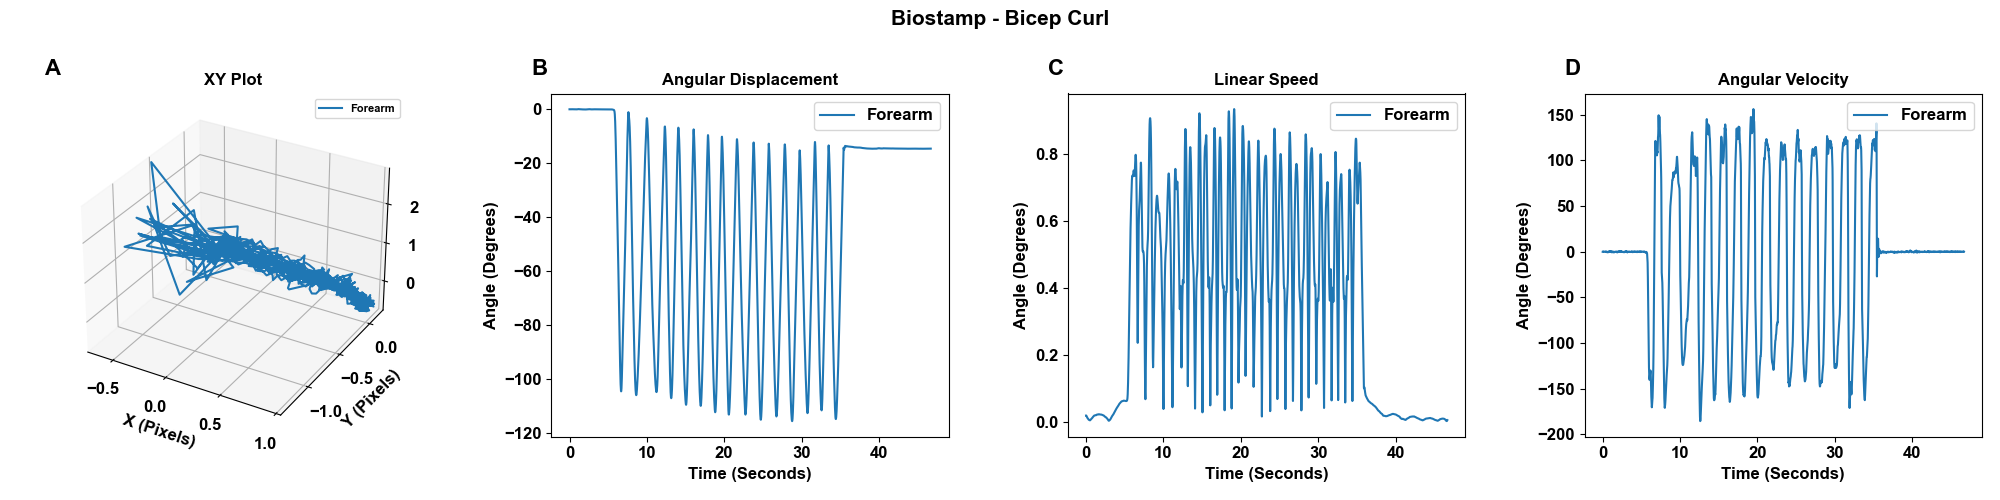 Biostamp - Bicep Curl
A
XY Plot
Forearm
2
1
0
0.0
−0.5
−1.0
Y (Pixels)
−0.5
0.0
0.5
1.0
X (Pixels)
B
Angular Displacement
Forearm
0
−20
−40
−60
−80
−100
−120
Angle (Degrees)
0
10
20
30
40
Time (Seconds)
C
Linear Speed
Forearm
0.8
0.6
0.4
0.2
0.0
Angle (Degrees)
0
10
20
30
40
Time (Seconds)
D
Angular Velocity
Forearm
150
100
50
0
−50
−100
−150
−200
Angle (Degrees)
0
10
20
30
40
Time (Seconds)